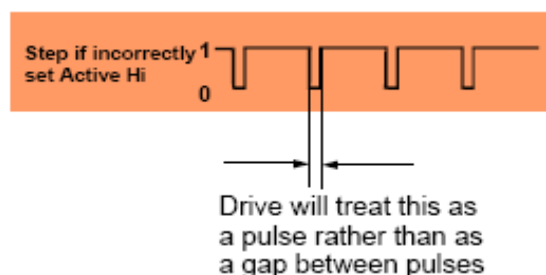 Step if incorrectly 1
set Active Hi
0
Drive will treat this as
a pulse rather than as
a gap between pulses